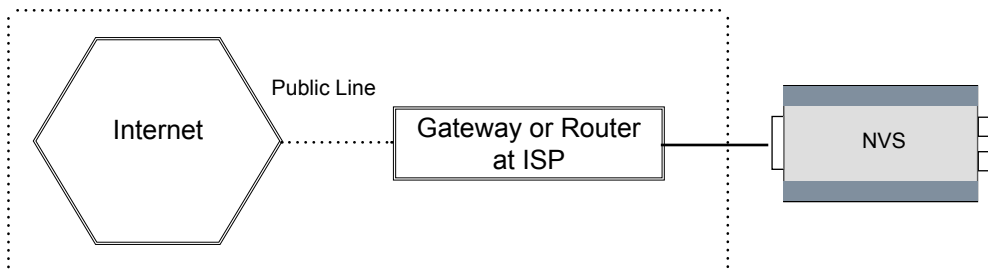 Public Line
Internet
Gateway or Router
at ISP
NVS